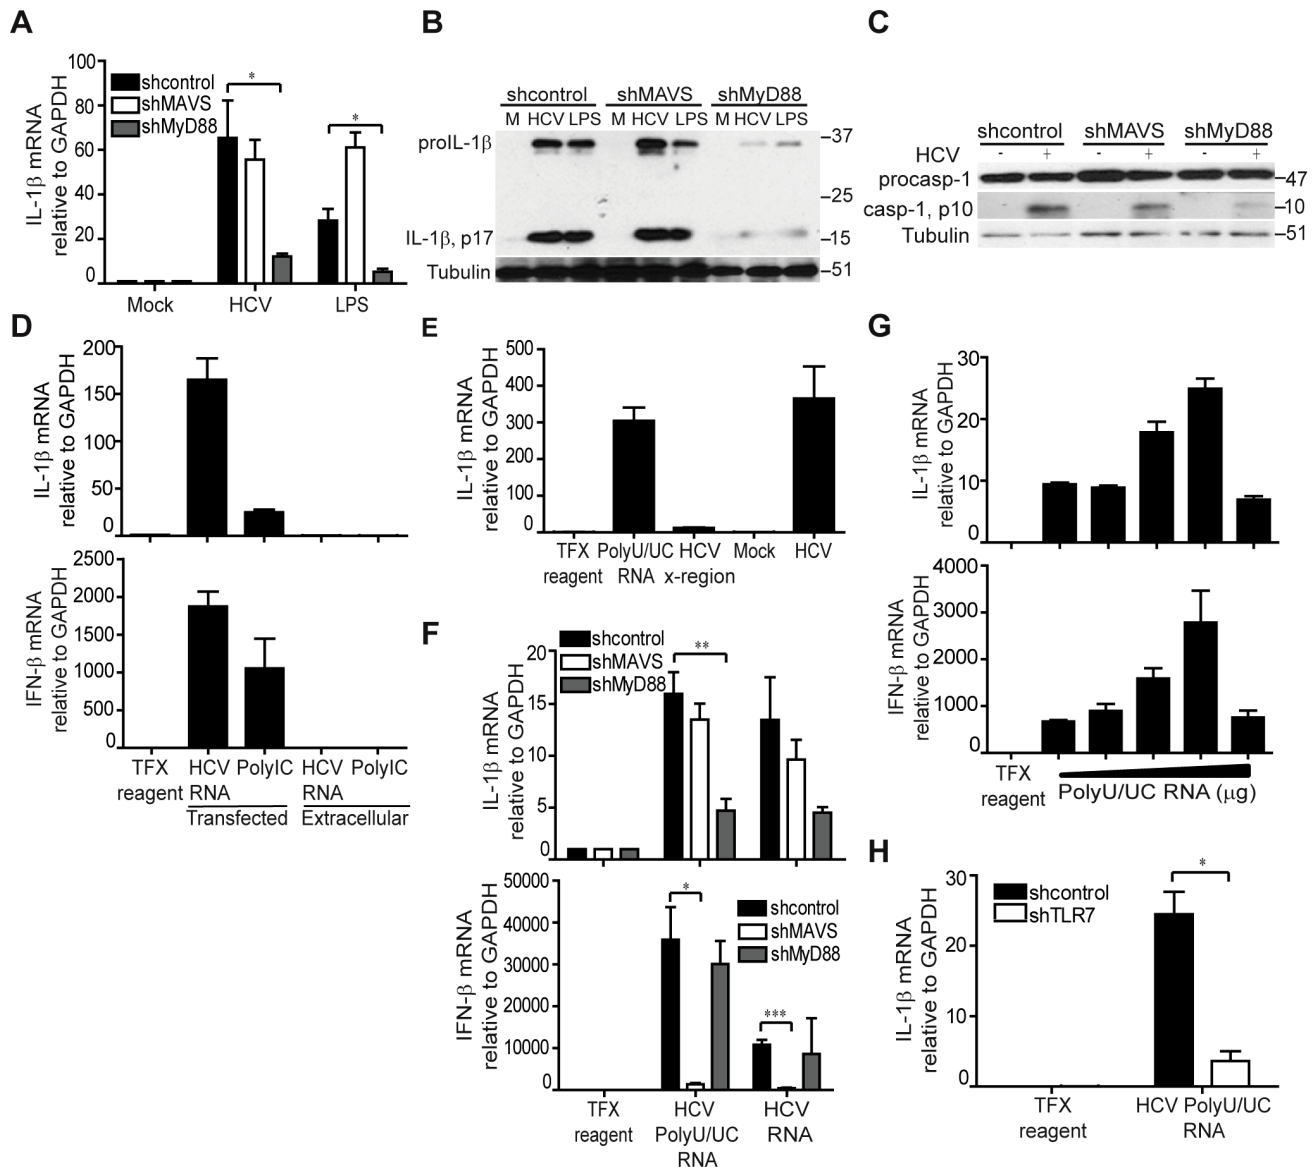 A
IL-1β mRNA
relative to GAPDH
100
80
60
40
20
0
shcontrol
shMAVS
shMyD88
*
*
Mock HCV LPS
B
shcontrol shMAVS shMyD88
M HCV LPS M HCV LPS M HCV LPS
proIL-1β
IL-1β, p17
Tubulin
–37
–25
–15
–51
C
shcontrol shMAVS shMyD88
HCV - + - + - +
procasp-1 –47
casp-1, p10 –10
Tubulin –51
D
IL-1β mRNA
relative to GAPDH
200
150
100
50
0
IFN-β mRNA
relative to GAPDH
2500
2000
1500
1000
500
0
TFX
reagent
HCV
RNA
PolyIC
HCV
RNA
PolyIC
Transfected Extracellular
E
IL-1β mRNA
relative to GAPDH
500
400
300
200
100
0
TFX
reagent
PolyU/UC
RNA
HCV
x-region
Mock
HCV
F
IL-1β mRNA
relative to GAPDH
20
15
10
5
0
shcontrol
shMAVS
shMyD88
**
IFN-β mRNA
relative to GAPDH
50000
40000
30000
20000
10000
0
*
***
shcontrol
shMAVS
shMyD88
TFX
reagent
HCV
PolyU/UC
RNA
HCV
RNA
G
IL-1β mRNA
relative to GAPDH
30
20
10
0
IFN-β mRNA
relative to GAPDH
4000
3000
2000
1000
0
TFX
reagent
PolyU/UC RNA (μg)
H
IL-1β mRNA
relative to GAPDH
30
20
10
0
shcontrol
shTLR7
*
TFX
reagent
HCV PolyU/UC
RNA